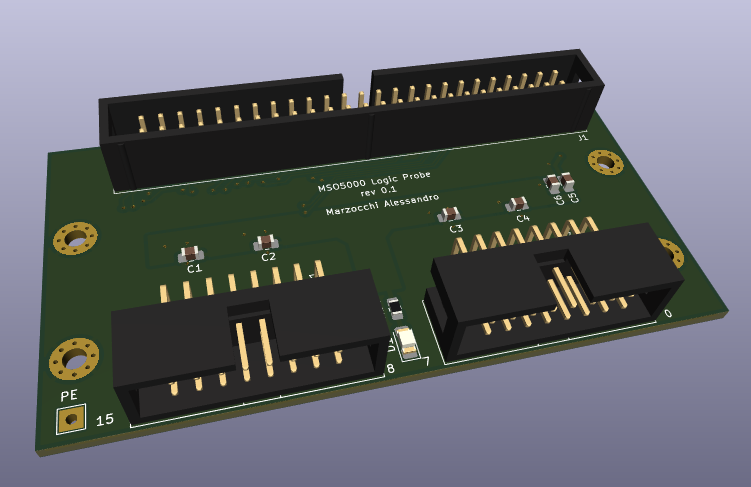 J1
MSO5000 Logic Probe
rev 0.1
Marzocchi Alessandro
C6
C5
C4
C3
C2
C1
0
7
8
PE
15